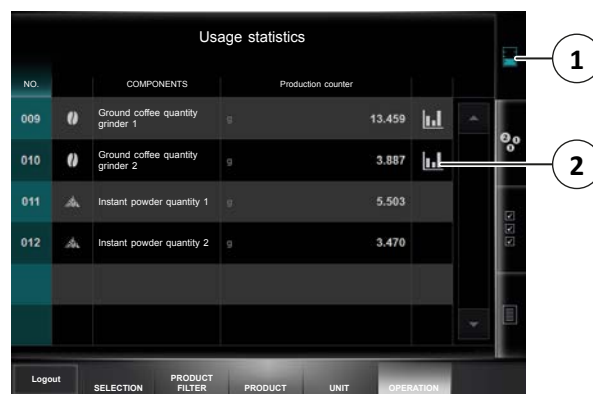 Usage statistics
1
NO. COMPONENTS Production counter
009 Ground coffee quantity
grinder 1 g 13.459
010 Ground coffee quantity
grinder 2 g 3.887
2
011 Instant powder quantity 1 g 5.503
012 Instant powder quantity 2 g 3.470
Logout SELECTION PRODUCT
FILTER PRODUCT UNIT OPERATION